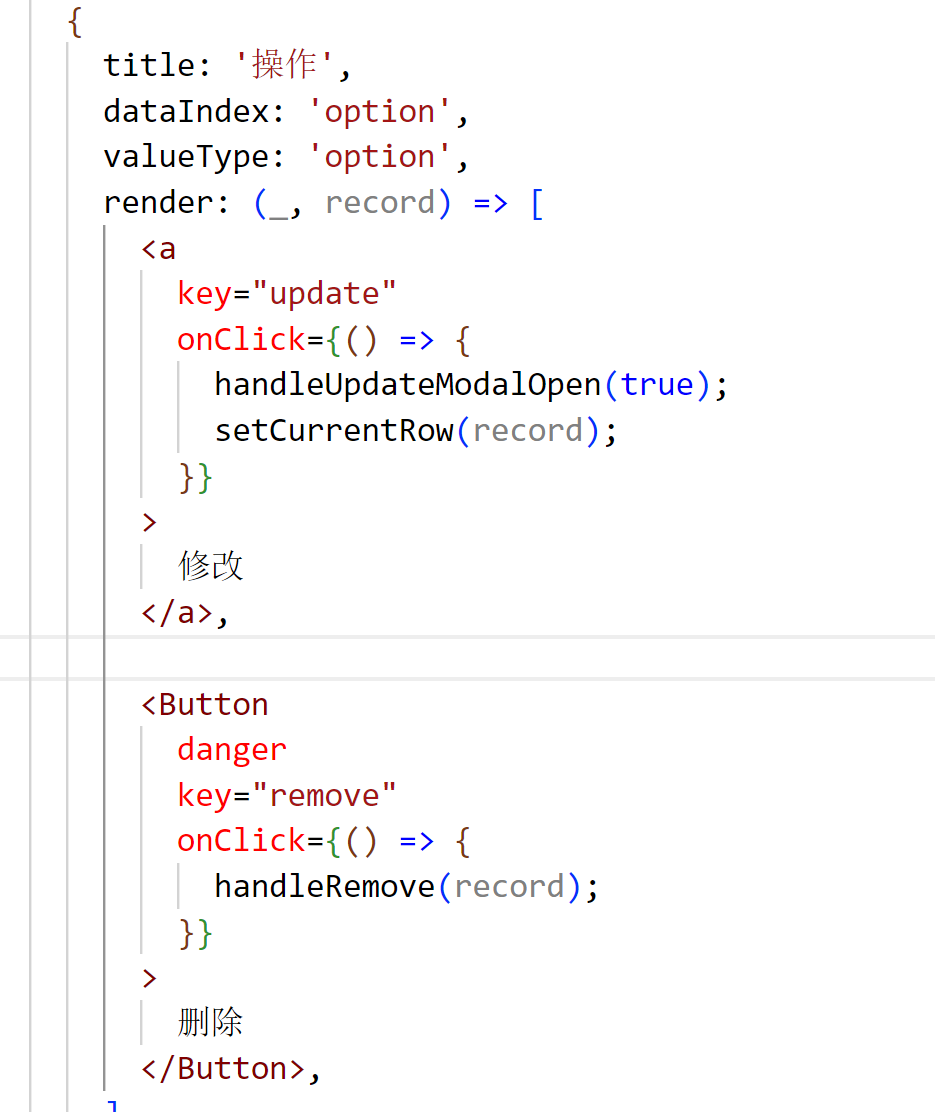 {
title: '操作',
dataIndex: 'option',
valueType: 'option',
render: (_, record) => [
<a
key="update"
onClick={() => {
handleUpdateModalOpen(true);
setCurrentRow(record);
}}
>
修改
</a>,
<Button
danger
key="remove"
onClick={() => {
handleRemove(record);
}}
>
删除
</Button>,
]